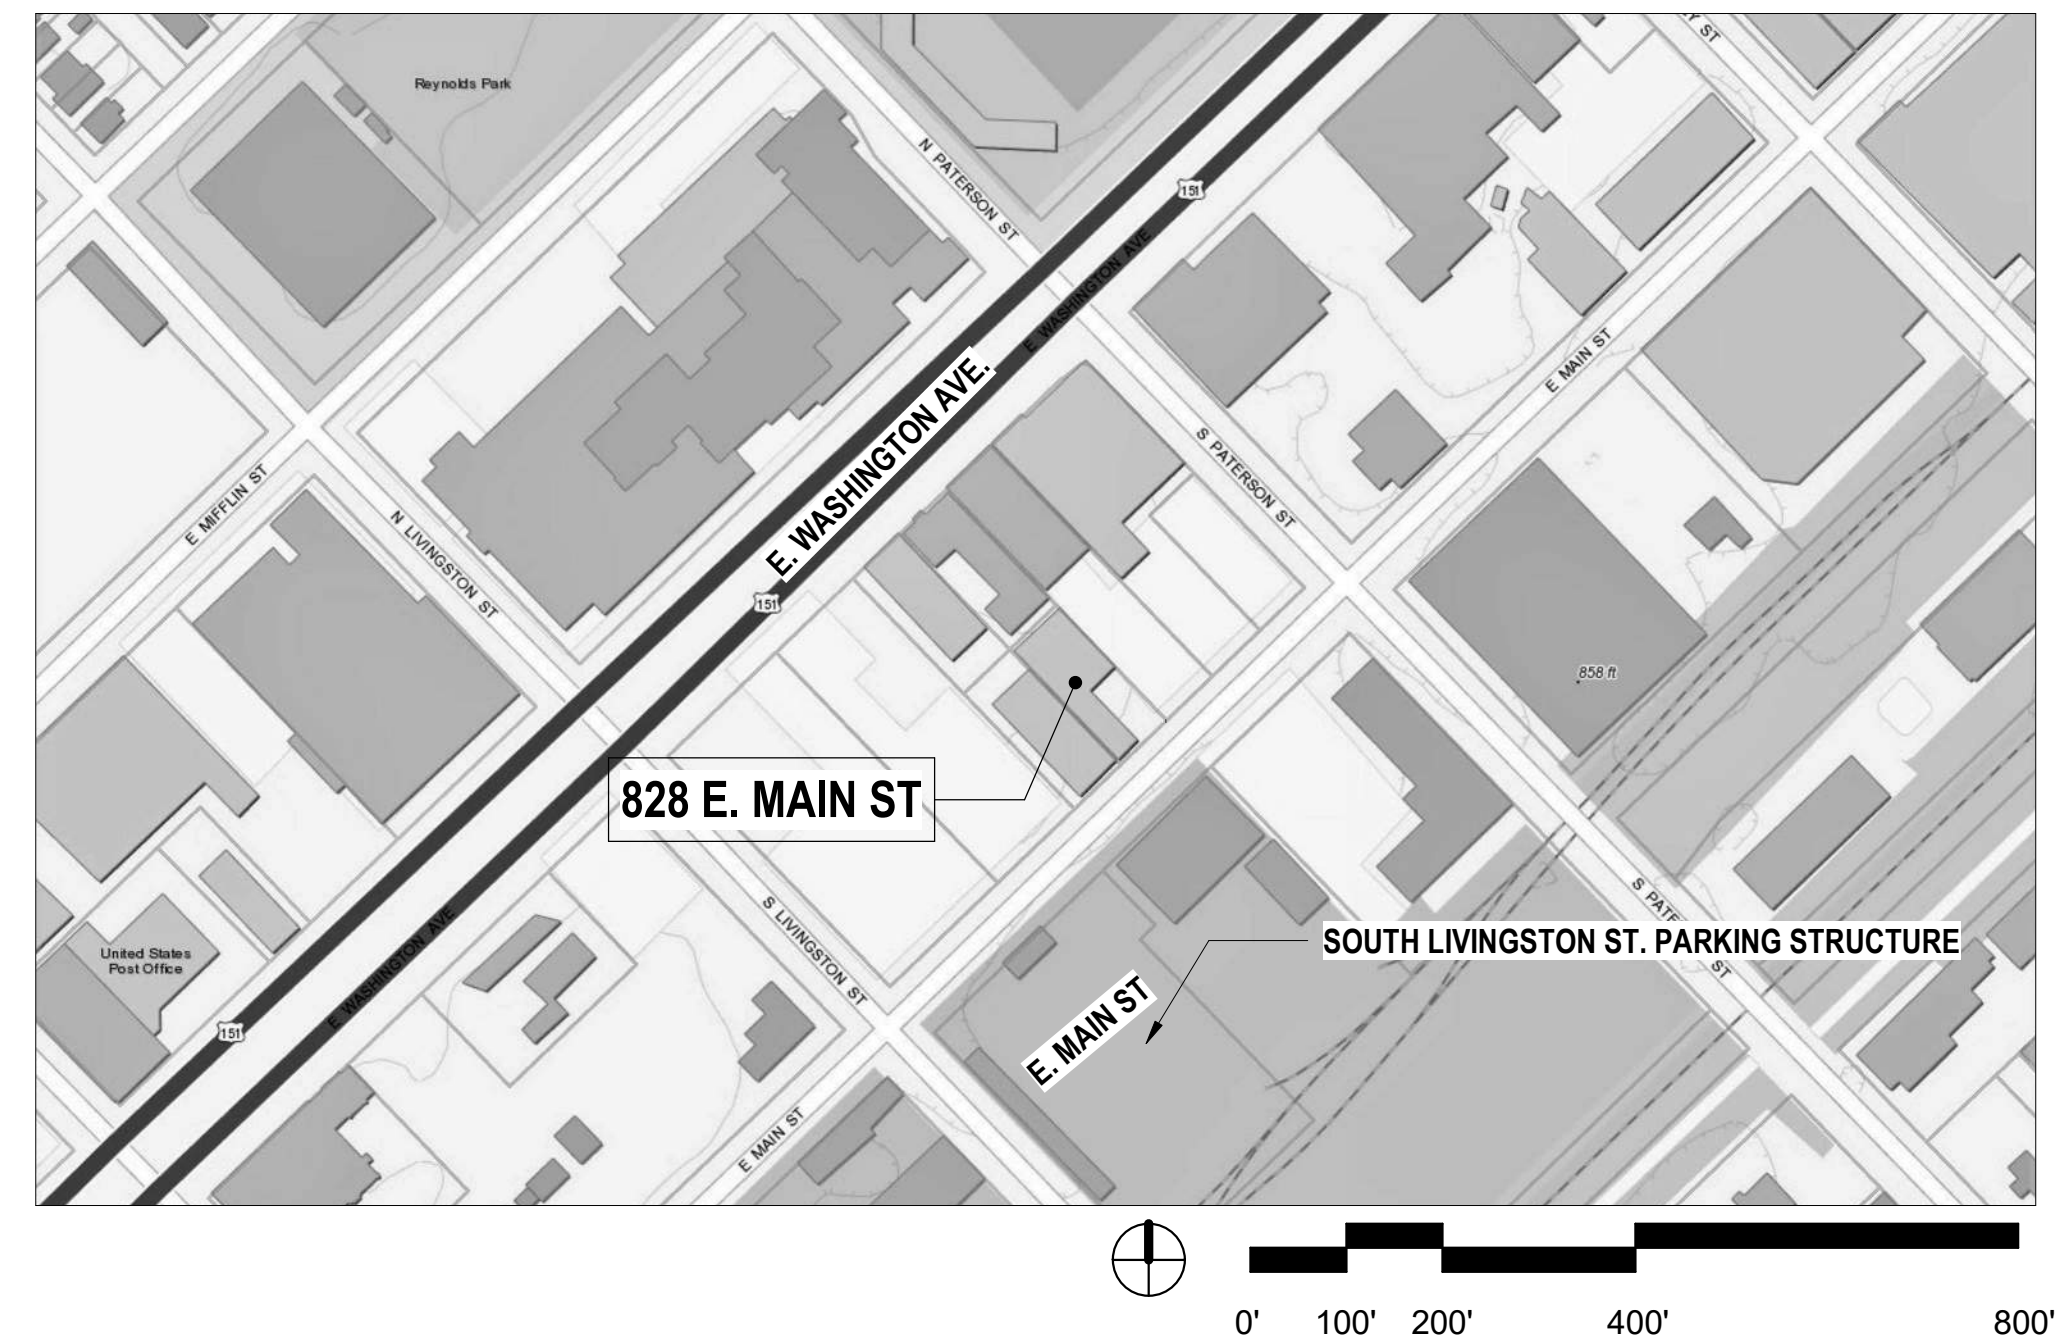 Reynolds Park
N PATERSON ST
151
E WASHINGTON AVE
E. WASHINGTON AVE.
E MAIN ST
S PATERSON ST
E MIFFLIN ST
N LIVINGSTON ST
151
858 ft
828 E. MAIN ST
S LIVINGSTON ST
United States
Post Office
E WASHINGTON AVE
151
SOUTH LIVINGSTON ST. PARKING STRUCTURE
E. MAIN ST
E MAIN ST
ST
ST
0' 100' 200' 400' 800'